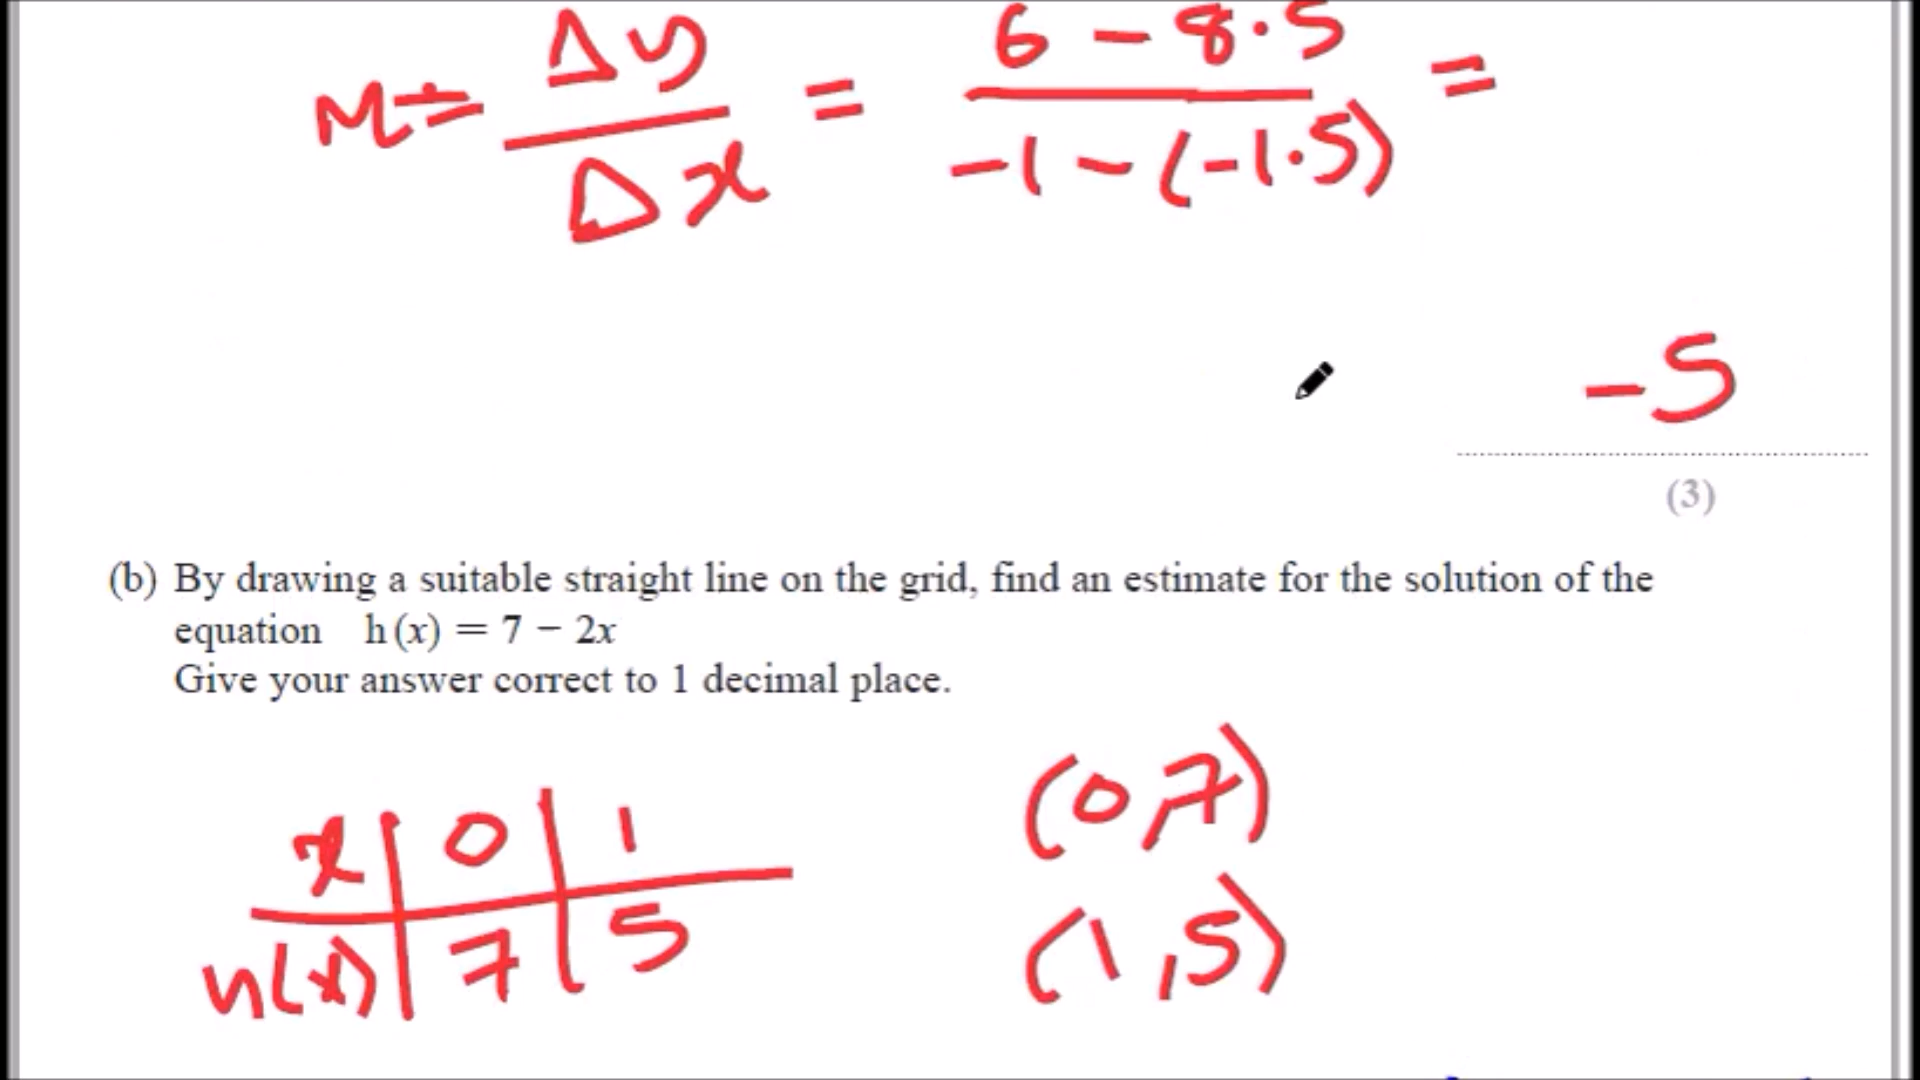 M = Δy/Δx = 6 - 8.5 / -1 - (-1.5) =
-5
(3)
(b) By drawing a suitable straight line on the grid, find an estimate for the solution of the
equation h(x) = 7 − 2x
Give your answer correct to 1 decimal place.
x | 0 | 1
h(x) | 7 | 5
(0,7)
(1,5)